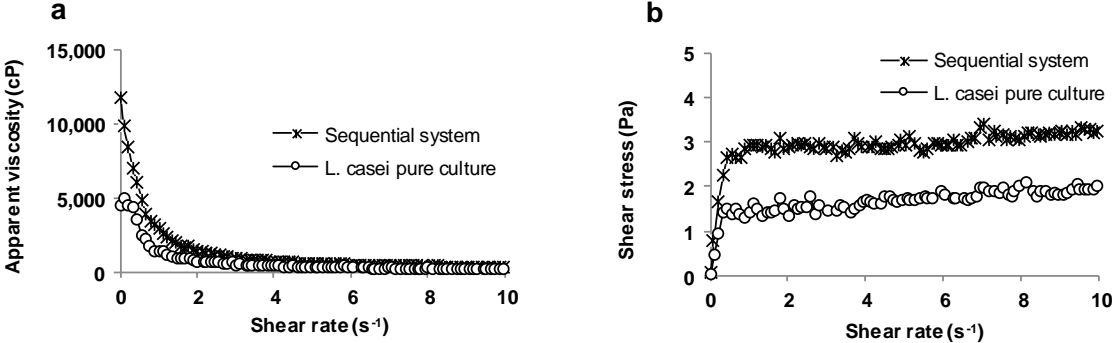 a
Apparent viscosity (cP)
15,000
10,000
5,000
0
0 2 4 6 8 10
Shear rate (s-1)
Sequential system
L. casei pure culture
b
Shear stress (Pa)
5
4
3
2
1
0
0 2 4 6 8 10
Shear rate (s-1)
Sequential system
L. casei pure culture